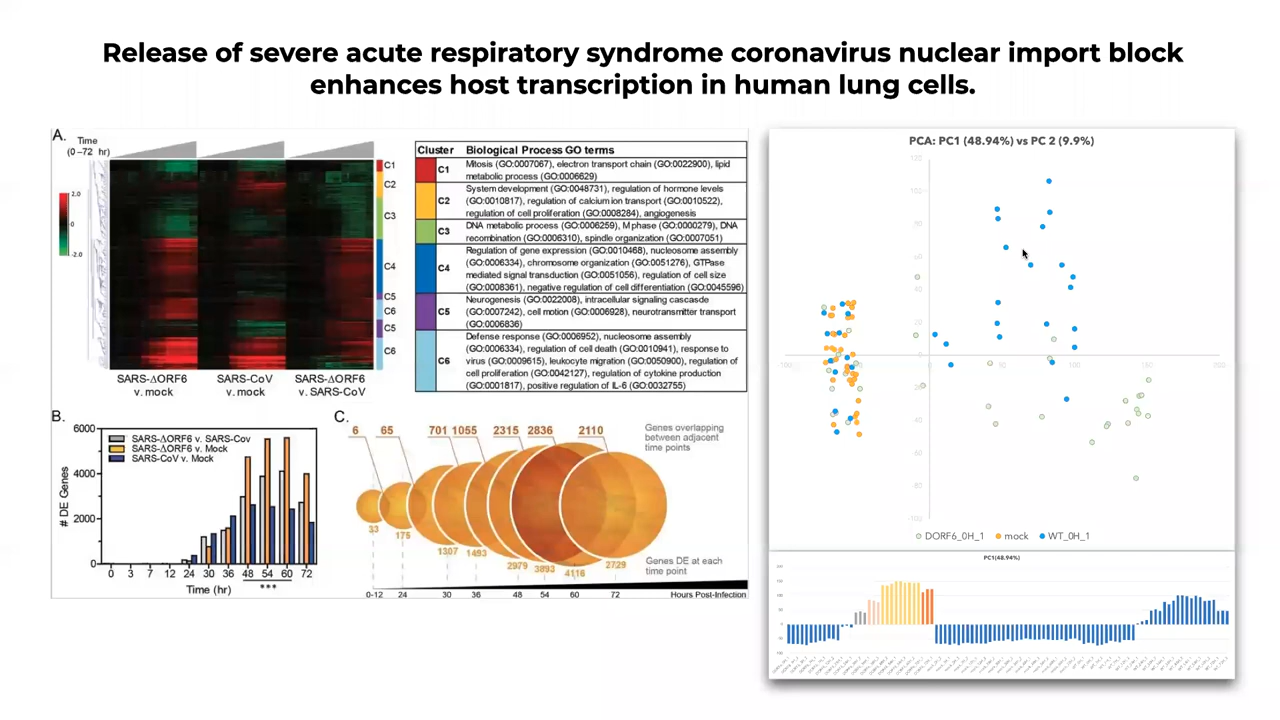 Release of severe acute respiratory syndrome coronavirus nuclear import block
enhances host transcription in human lung cells.
A.
Time
(0 –72 hr)
2.0
0
-2.0
C1
C2
C3
C4
C5
C6
C5
C6
SARS-ΔORF6
v. mock
SARS-CoV
v. mock
SARS-ΔORF6
v. SARS-CoV
Cluster Biological Process GO terms
C1
Mitosis (GO:0007067), electron transport chain (GO:0022900), lipid
metabolic process (GO:0006629)
C2
System development (GO:0048731), regulation of hormone levels
(GO:0010817), regulation of calcium ion transport (GO:0010522),
regulation of cell proliferation (GO:0008284), angiogenesis
C3
DNA metabolic process (GO:0006259), M phase (GO:0000279), DNA
recombination (GO:0006310), spindle organization (GO:0007051)
C4
Regulation of gene expression (GO:0010468), nucleosome assembly
(GO:0006334), chromosome organization (GO:0051276), GTPase
mediated signal transduction (GO:0051056), regulation of cell size
(GO:0008361), negative regulation of cell differentiation (GO:0045596)
C5
Neurogenesis (GO:0022008), intracellular signaling cascade
(GO:0007242), cell motion (GO:0006928), neurotransmitter transport
(GO:0006836)
C6
Defense response (GO:0006952), nucleosome assembly
(GO:0006334), regulation of cell death (GO:0010941), response to
virus (GO:0009615), leukocyte migration (GO:0050900), regulation of
cell proliferation (GO:0042127), regulation of cytokine production
(GO:0001817), positive regulation of IL-6 (GO:0032755)
B.
# DE Genes
6000
4000
2000
0
SARS-ΔORF6 v. SARS-Cov
SARS-ΔORF6 v. Mock
SARS-CoV v. Mock
0 3 7 12 24 30 36 48 54 60 72
Time (hr)
***
C.
6 65 701 1055 2315 2836 2110
Genes overlapping
between adjacent
time points
33 175 1307 1493 2979 3893 4116 2729
Genes DE at each
time point
0-12 24 30 36 48 54 60 72 Hours Post-Infection
PCA: PC1 (48.94%) vs PC 2 (9.9%)
DORF6_0H_1 mock WT_0H_1
PC1(48.94%)